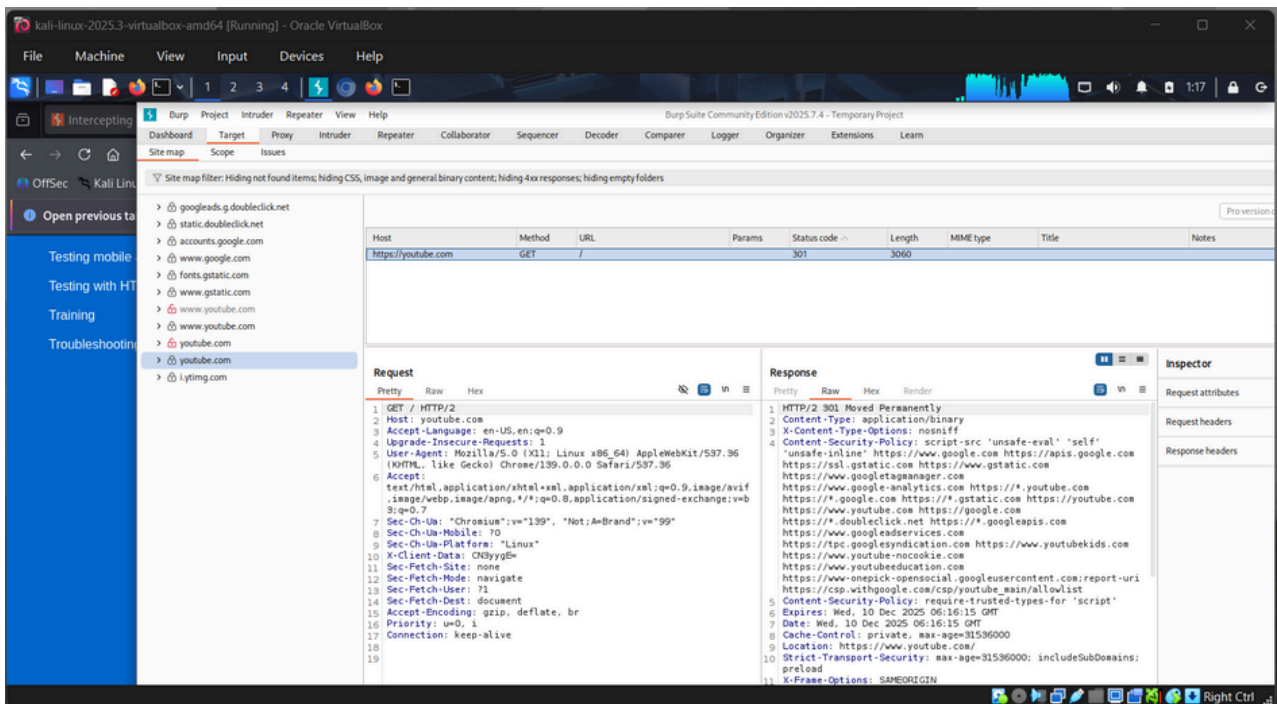 kali-linux-2025.3-virtualbox-amd64 [Running] - Oracle VirtualBox
File Machine View Input Devices Help
1 2 3 4 1:17
Intercepting
Burp Project Intruder Repeater View Help Burp Suite Community Edition v2025.7.4 - Temporary Project
Dashboard Target Proxy Intruder Repeater Collaborator Sequencer Decoder Comparer Logger Organizer Extensions Learn
Site map Scope Issues
OffSec Kali Linu
Site map filter: Hiding not found items; hiding CSS, image and general binary content; hiding 4xx responses; hiding empty folders
Open previous ta
Testing mobile
Testing with HT
Training
Troubleshooting
googleads.g.doubleclick.net
static.doubleclick.net
accounts.google.com
www.google.com
fonts.gstatic.com
www.gstatic.com
www.youtube.com
www.youtube.com
youtube.com
youtube.com
i.ytimg.com
Pro version o
Host Method URL Params Status code Length MIME type Title Notes
https://youtube.com GET / 301 3060
Request
Pretty Raw Hex
1 GET / HTTP/2
2 Host: youtube.com
3 Accept-Language: en-US,en;q=0.9
4 Upgrade-Insecure-Requests: 1
5 User-Agent: Mozilla/5.0 (X11; Linux x86_64) AppleWebKit/537.36
(KHTML, like Gecko) Chrome/139.0.0.0 Safari/537.36
6 Accept:
text/html,application/xhtml+xml,application/xml;q=0.9,image/avif
,image/webp,image/apng,*/*;q=0.8,application/signed-exchange;v=b
3;q=0.7
7 Sec-Ch-Ua: "Chromium";v="139", "Not;A=Brand";v="99"
8 Sec-Ch-Ua-Mobile: ?0
9 Sec-Ch-Ua-Platform: "Linux"
10 X-Client-Data: CN3yygE=
11 Sec-Fetch-Site: none
12 Sec-Fetch-Mode: navigate
13 Sec-Fetch-User: ?1
14 Sec-Fetch-Dest: document
15 Accept-Encoding: gzip, deflate, br
16 Priority: u=0, i
17 Connection: keep-alive
18
19
Response
Pretty Raw Hex Render
1 HTTP/2 301 Moved Permanently
2 Content-Type: application/binary
3 X-Content-Type-Options: nosniff
4 Content-Security-Policy: script-src 'unsafe-eval' 'self'
'unsafe-inline' https://www.google.com https://apis.google.com
https://ssl.gstatic.com https://www.gstatic.com
https://www.googletagmanager.com
https://www.google-analytics.com https://*.youtube.com
https://*.google.com https://*.gstatic.com https://youtube.com
https://www.youtube.com https://google.com
https://*.doubleclick.net https://*.googleapis.com
https://www.googleadservices.com
https://tpc.googlesyndication.com https://www.youtubekids.com
https://www.youtube-nocookie.com
https://www.youtubeeducation.com
https://www-onepick-opensocial.googleusercontent.com;report-uri
https://csp.withgoogle.com/csp/youtube_main/allowlist
5 Content-Security-Policy: require-trusted-types-for 'script'
6 Expires: Wed, 10 Dec 2025 06:16:15 GMT
7 Date: Wed, 10 Dec 2025 06:16:15 GMT
8 Cache-Control: private, max-age=31536000
9 Location: https://www.youtube.com/
10 Strict-Transport-Security: max-age=31536000; includeSubDomains;
preload
11 X-Frame-Options: SAMEORIGIN
Inspector
Request attributes
Request headers
Response headers
Right Ctrl